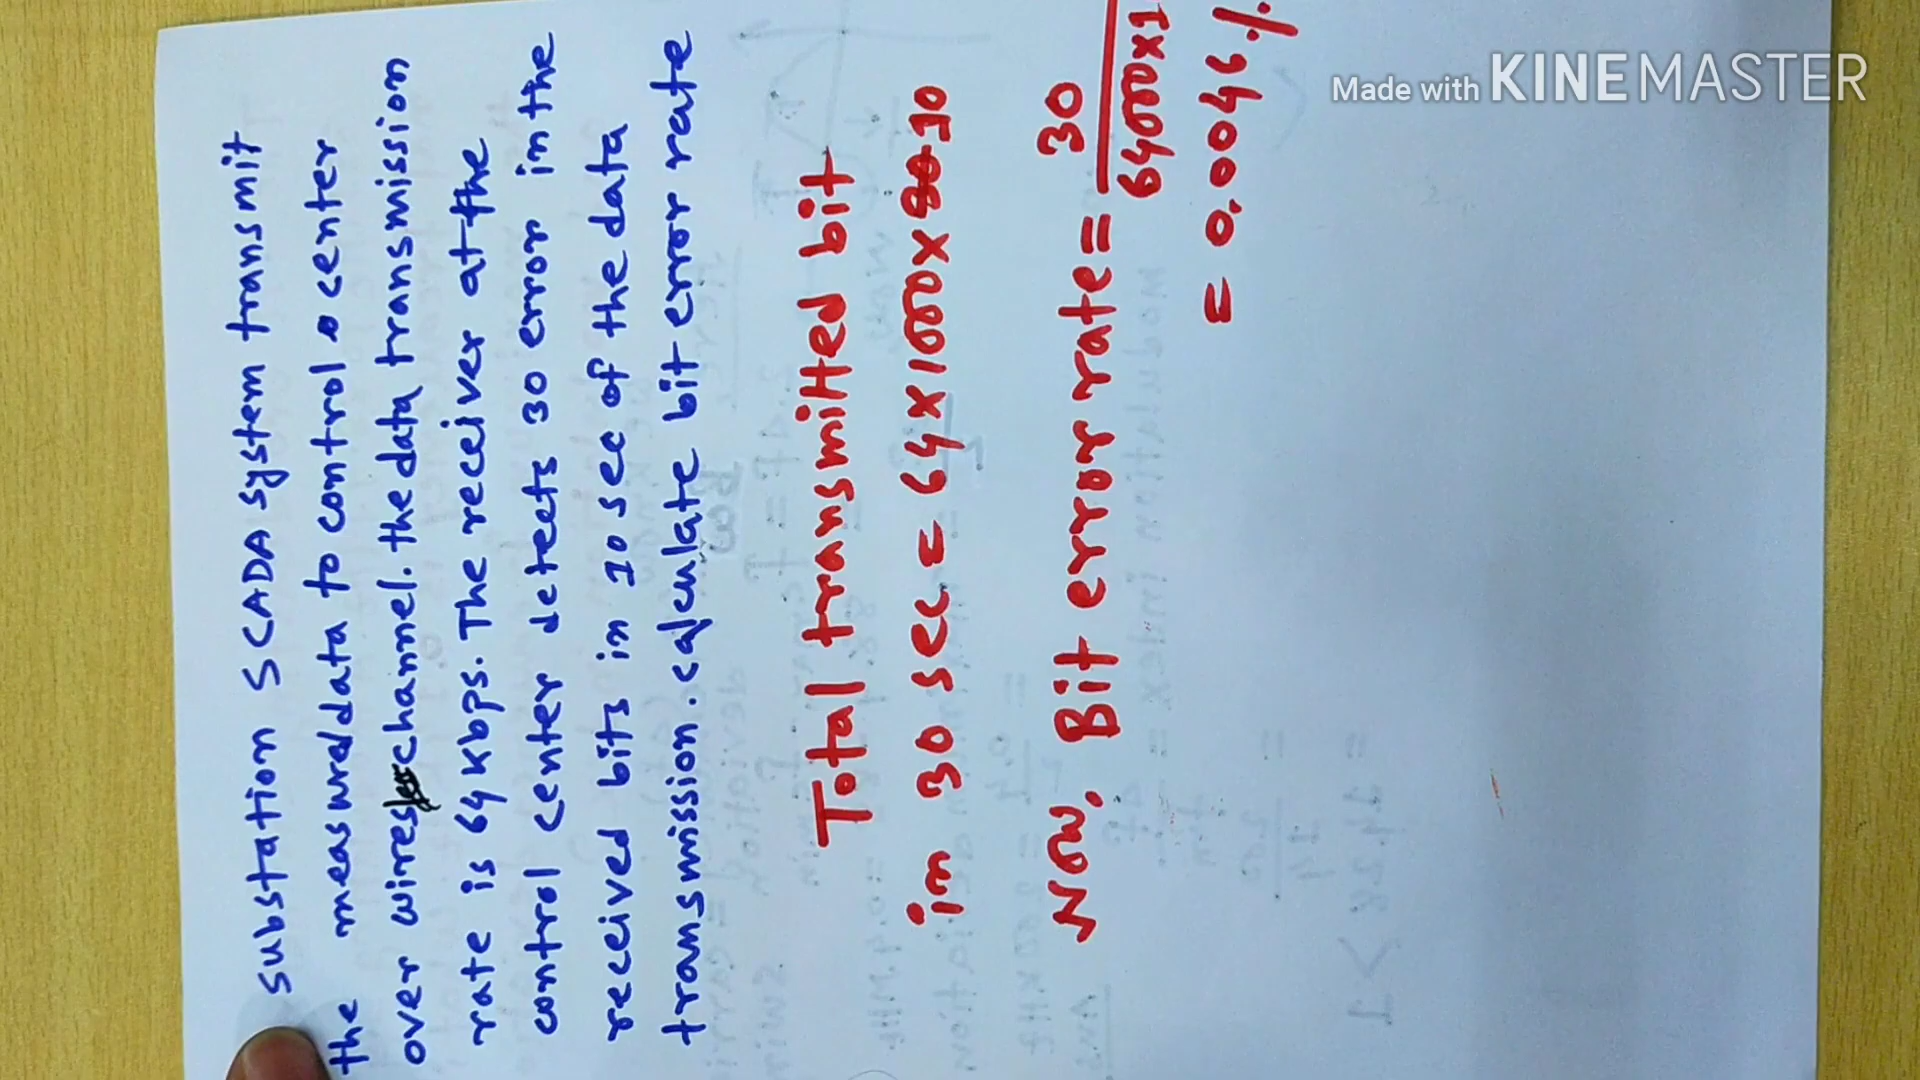 substation SCADA system transmit
the measured data to control center
over wires channel. the data transmission
rate is 64 kbps. The receiver at the
control center detects 30 error in the
received bits in 10 sec of the data
transmission. calculate bit error rate
Total transmitted bit
in 30 sec = 64×1000×10
Now, Bit error rate = 30
64000×1
= 0.0046%
Made with KINEMASTER